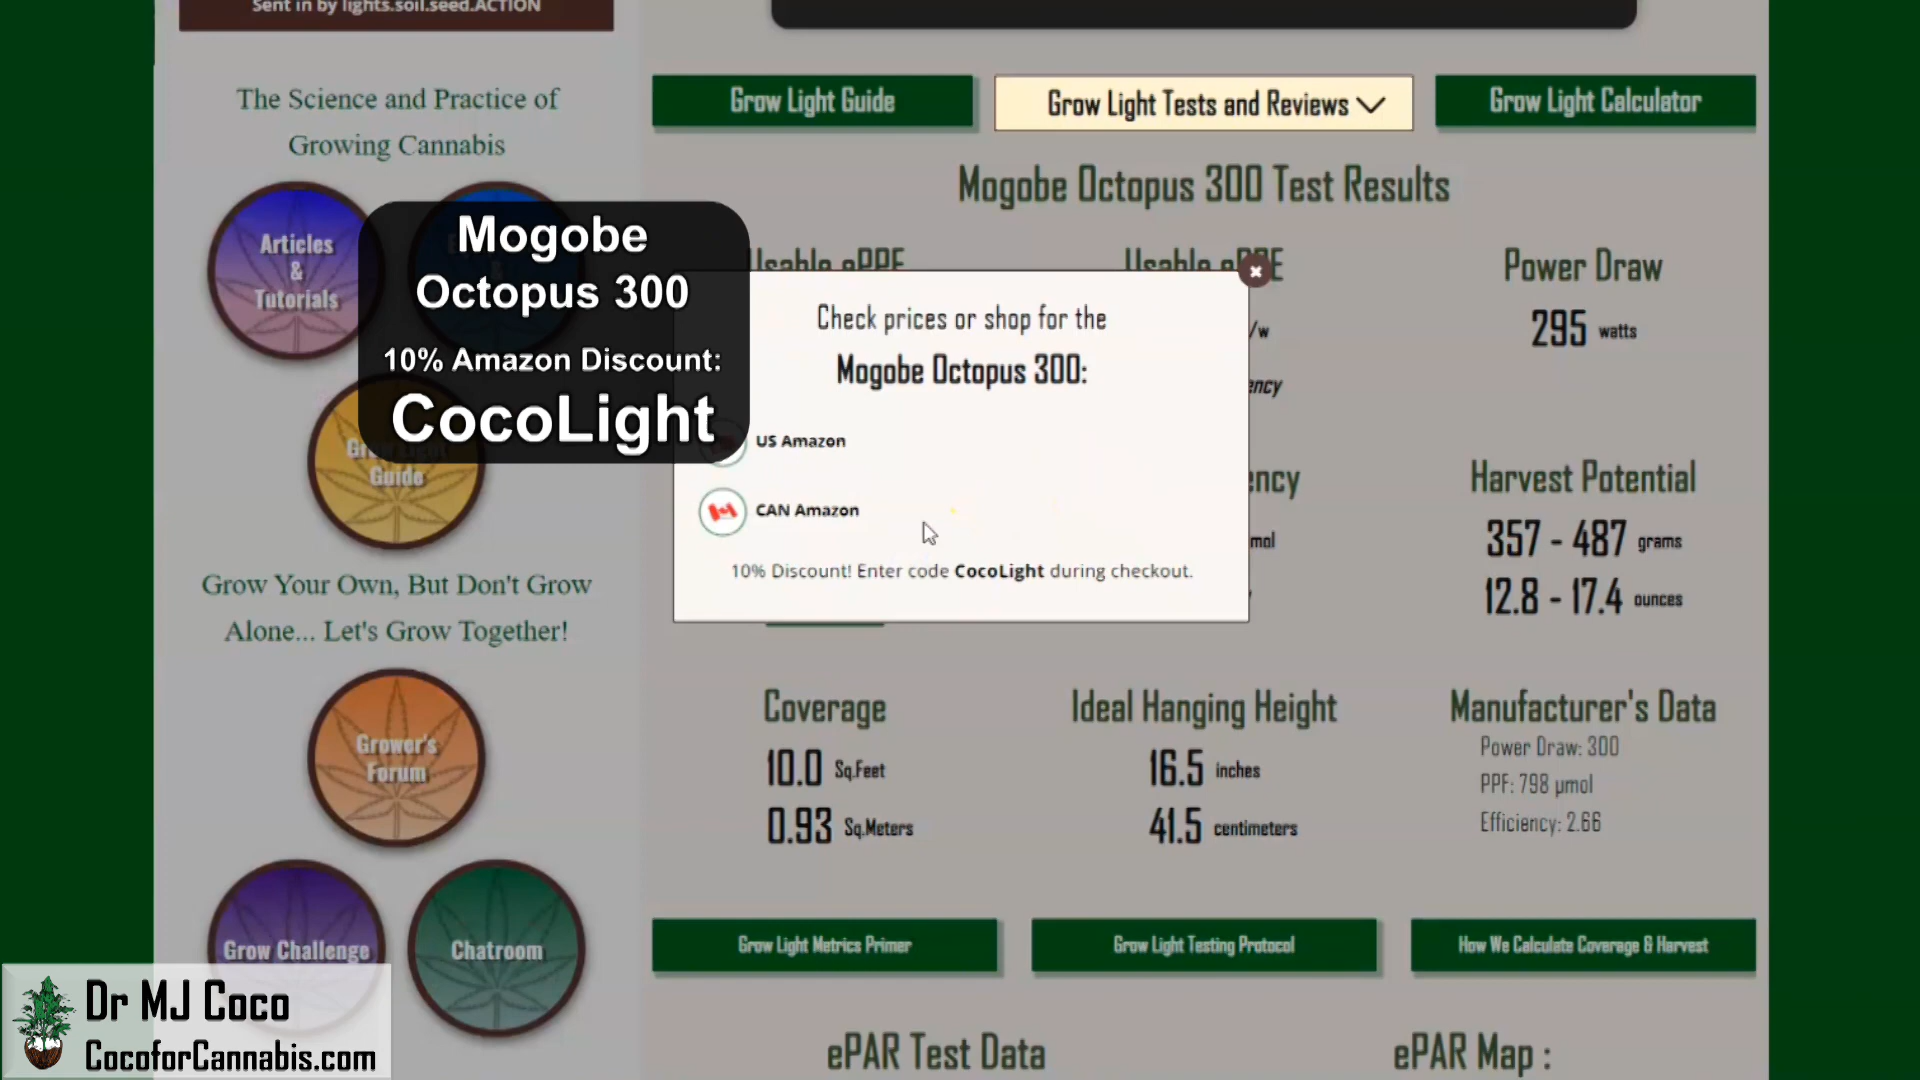 Sent in by lights.soil.seed.ACTION
The Science and Practice of
Growing Cannabis
Articles
&
Tutorials
Guide
Grow Your Own, But Don't Grow
Alone... Let's Grow Together!
Grower's
Forum
Grow Challenge
Chatroom
Mogobe
Octopus 300
10% Amazon Discount:
CocoLight
Grow Light Guide
Grow Light Tests and Reviews
Grow Light Calculator
Mogobe Octopus 300 Test Results
Usable ePPF
Usable ePPE
Power Draw
295 watts
/w
Check prices or shop for the
Mogobe Octopus 300:
US Amazon
CAN Amazon
10% Discount! Enter code CocoLight during checkout.
Harvest Potential
357 - 487 grams
12.8 - 17.4 ounces
Coverage
10.0 Sq.Feet
0.93 Sq.Meters
Ideal Hanging Height
16.5 inches
41.5 centimeters
Manufacturer's Data
Power Draw: 300
PPF: 798 µmol
Efficiency: 2.66
Grow Light Metrics Primer
Grow Light Testing Protocol
How We Calculate Coverage & Harvest
ePAR Test Data
ePAR Map :
Dr MJ Coco
CocoforCannabis.com